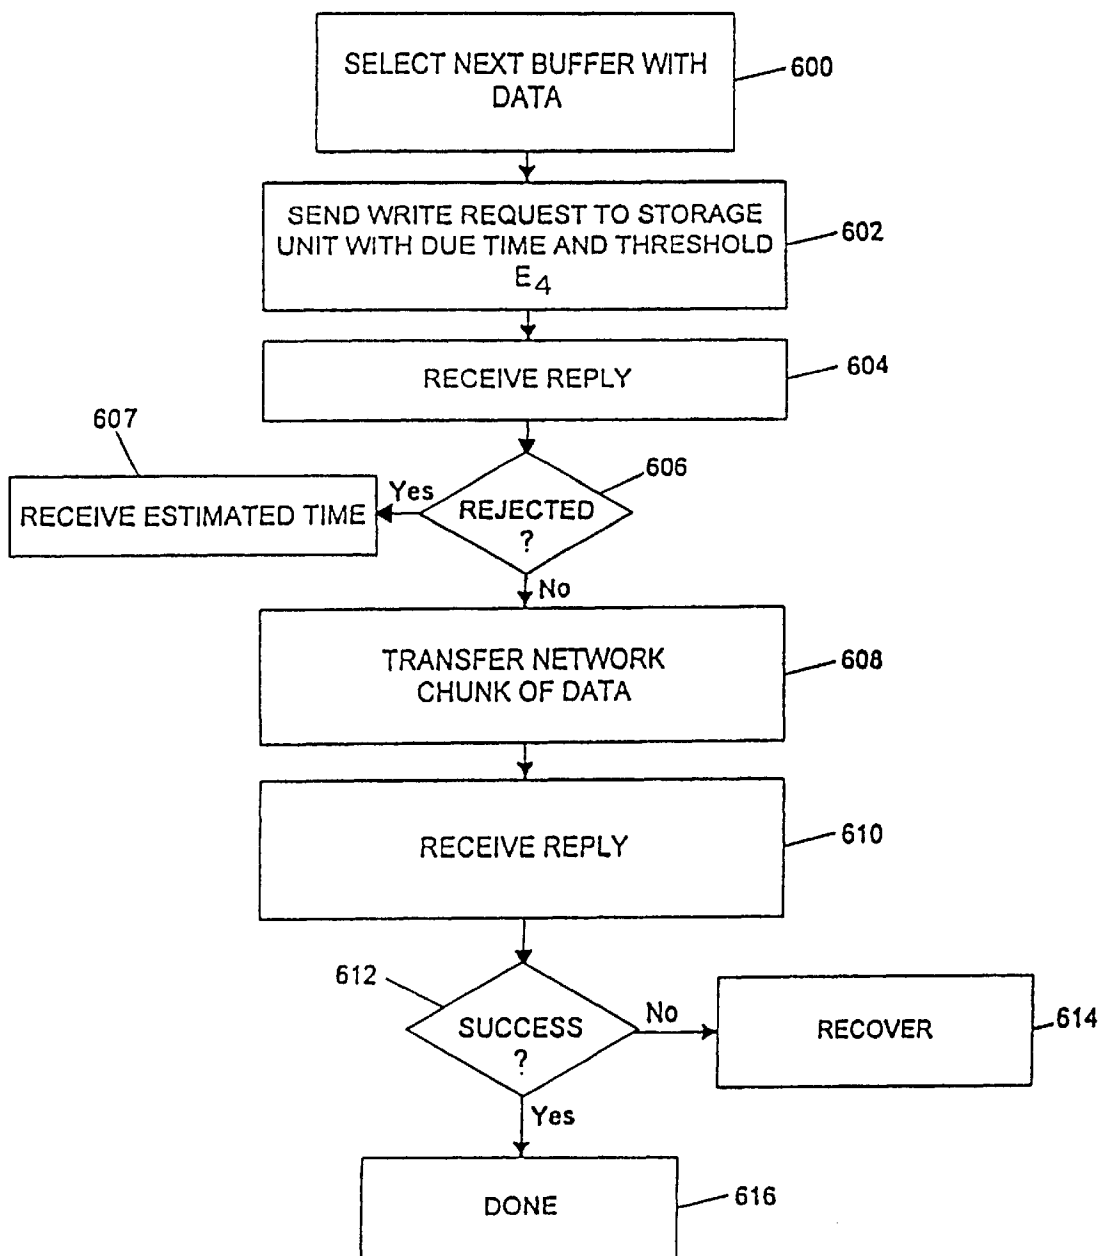 SELECT NEXT BUFFER WITH
DATA
600
SEND WRITE REQUEST TO STORAGE
UNIT WITH DUE TIME AND THRESHOLD
E4
602
RECEIVE REPLY
604
607
606
Yes
RECEIVE ESTIMATED TIME
REJECTED
?
No
TRANSFER NETWORK
CHUNK OF DATA
608
RECEIVE REPLY
610
612
SUCCESS
?
No
RECOVER
614
Yes
DONE
616